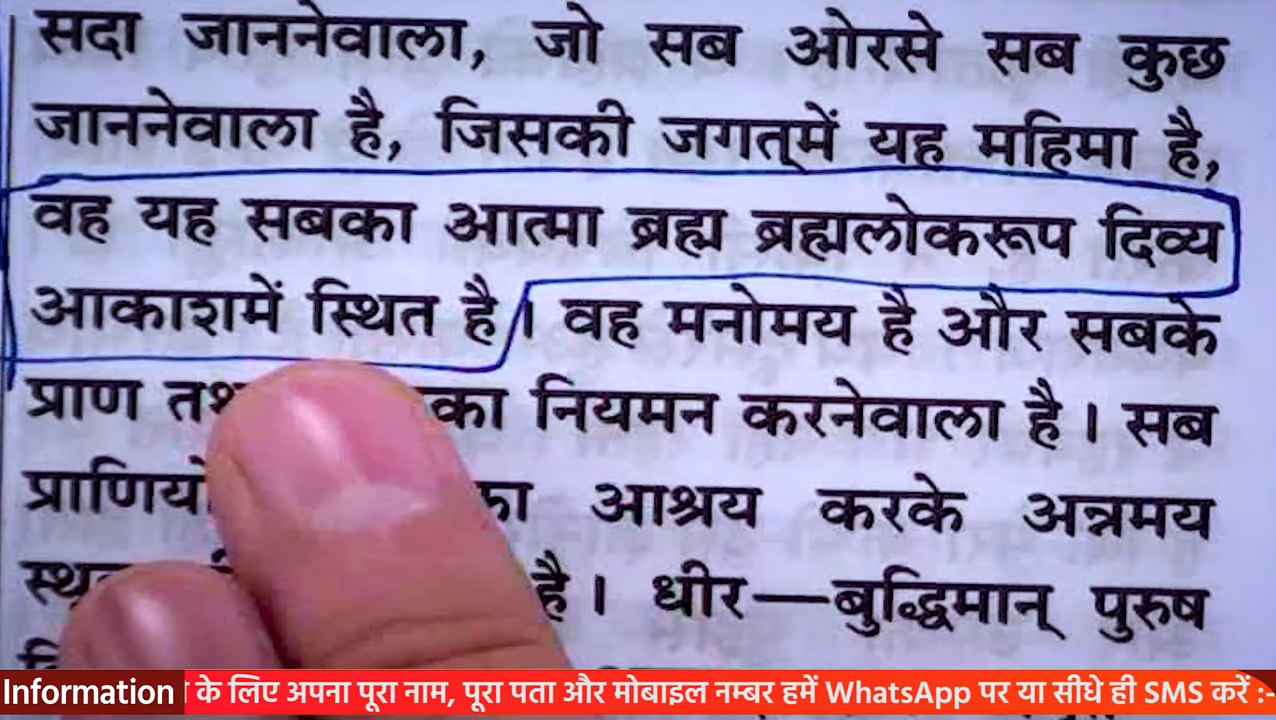 सदा जाननेवाला, जो सब ओरसे सब कुछ
जाननेवाला है, जिसकी जगत्‌में यह महिमा है,
वह यह सबका आत्मा ब्रह्म ब्रह्मलोकरूप दिव्य
आकाशमें स्थित है। वह मनोमय है और सबके
प्राण का नियमन करनेवाला है। सब
आश्रय करके अन्नमय
है। धीर—बुद्धिमान् पुरुष
Information के लिए अपना पूरा नाम, पूरा पता और मोबाइल नम्बर हमें WhatsApp पर या सीधे ही SMS करें :-